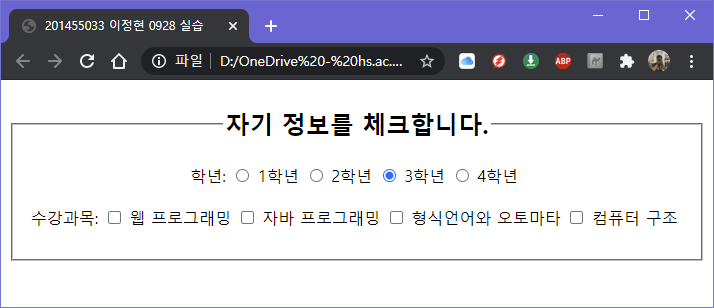 201455033 이정현 0928 실습
파일 D:/OneDrive%20-%20hs.ac....
ABP
자기 정보를 체크합니다.
학년: 1학년 2학년 3학년 4학년
수강과목: 웹 프로그래밍 자바 프로그래밍 형식언어와 오토마타 컴퓨터 구조